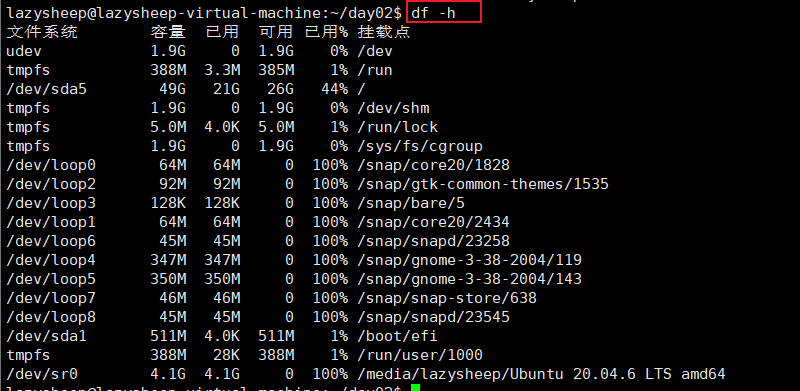 lazysheep@lazysheep-virtual-machine:~/day02$ df -h
文件系统 容量 已用 可用 已用% 挂载点
udev 1.9G 0 1.9G 0% /dev
tmpfs 388M 3.3M 385M 1% /run
/dev/sda5 49G 21G 26G 44% /
tmpfs 1.9G 0 1.9G 0% /dev/shm
tmpfs 5.0M 4.0K 5.0M 1% /run/lock
tmpfs 1.9G 0 1.9G 0% /sys/fs/cgroup
/dev/loop0 64M 64M 0 100% /snap/core20/1828
/dev/loop2 92M 92M 0 100% /snap/gtk-common-themes/1535
/dev/loop3 128K 128K 0 100% /snap/bare/5
/dev/loop1 64M 64M 0 100% /snap/core20/2434
/dev/loop6 45M 45M 0 100% /snap/snapd/23258
/dev/loop4 347M 347M 0 100% /snap/gnome-3-38-2004/119
/dev/loop5 350M 350M 0 100% /snap/gnome-3-38-2004/143
/dev/loop7 46M 46M 0 100% /snap/snap-store/638
/dev/loop8 45M 45M 0 100% /snap/snapd/23545
/dev/sda1 511M 4.0K 511M 1% /boot/efi
tmpfs 388M 28K 388M 1% /run/user/1000
/dev/sr0 4.1G 4.1G 0 100% /media/lazysheep/Ubuntu 20.04.6 LTS amd64
lazysheep@lazysheep-virtual-machine:~/day02$